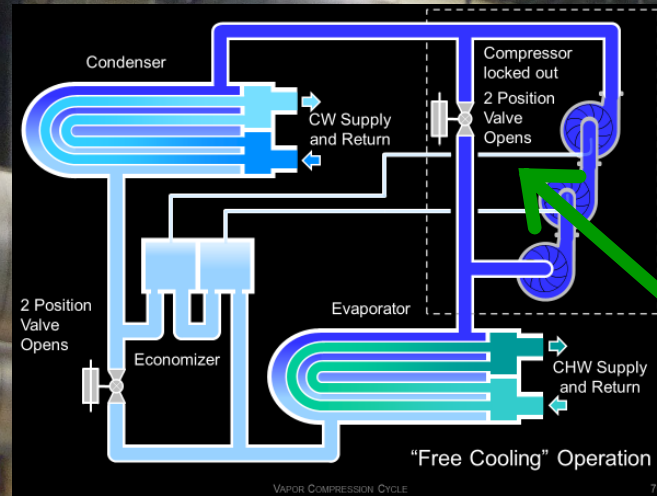 Condenser
Compressor
locked out
2 Position
Valve
Opens
CW Supply
and Return
2 Position
Valve
Opens
Economizer
Evaporator
CHW Supply
and Return
“Free Cooling” Operation
VAPOR COMPRESSION CYCLE
7